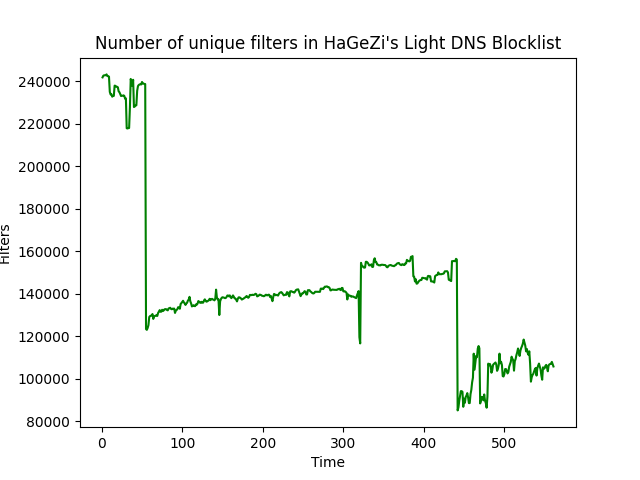 Number of unique filters in HaGeZi's Light DNS Blocklist
240000
220000
200000
180000
160000
140000
120000
100000
80000
Filters
0 100 200 300 400 500
Time